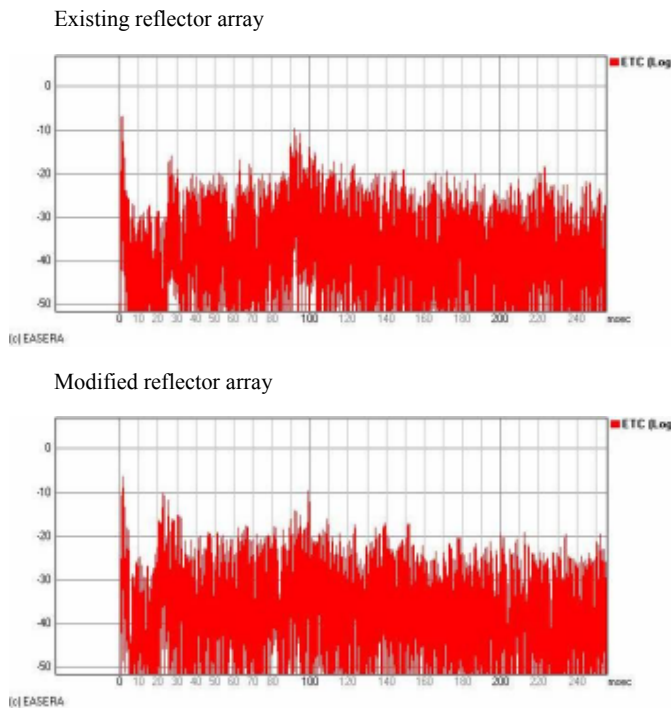 Existing reflector array
ETC (Log
0
-10
-20
-30
-40
-50
0 10 20 30 40 50 60 70 80 100 120 140 160 180 200 220 240 msec
(c) EASERA
Modified reflector array
ETC (Log
0
-10
-20
-30
-40
-50
0 10 20 30 40 50 60 70 80 100 120 140 160 180 200 220 240 msec
(c) EASERA